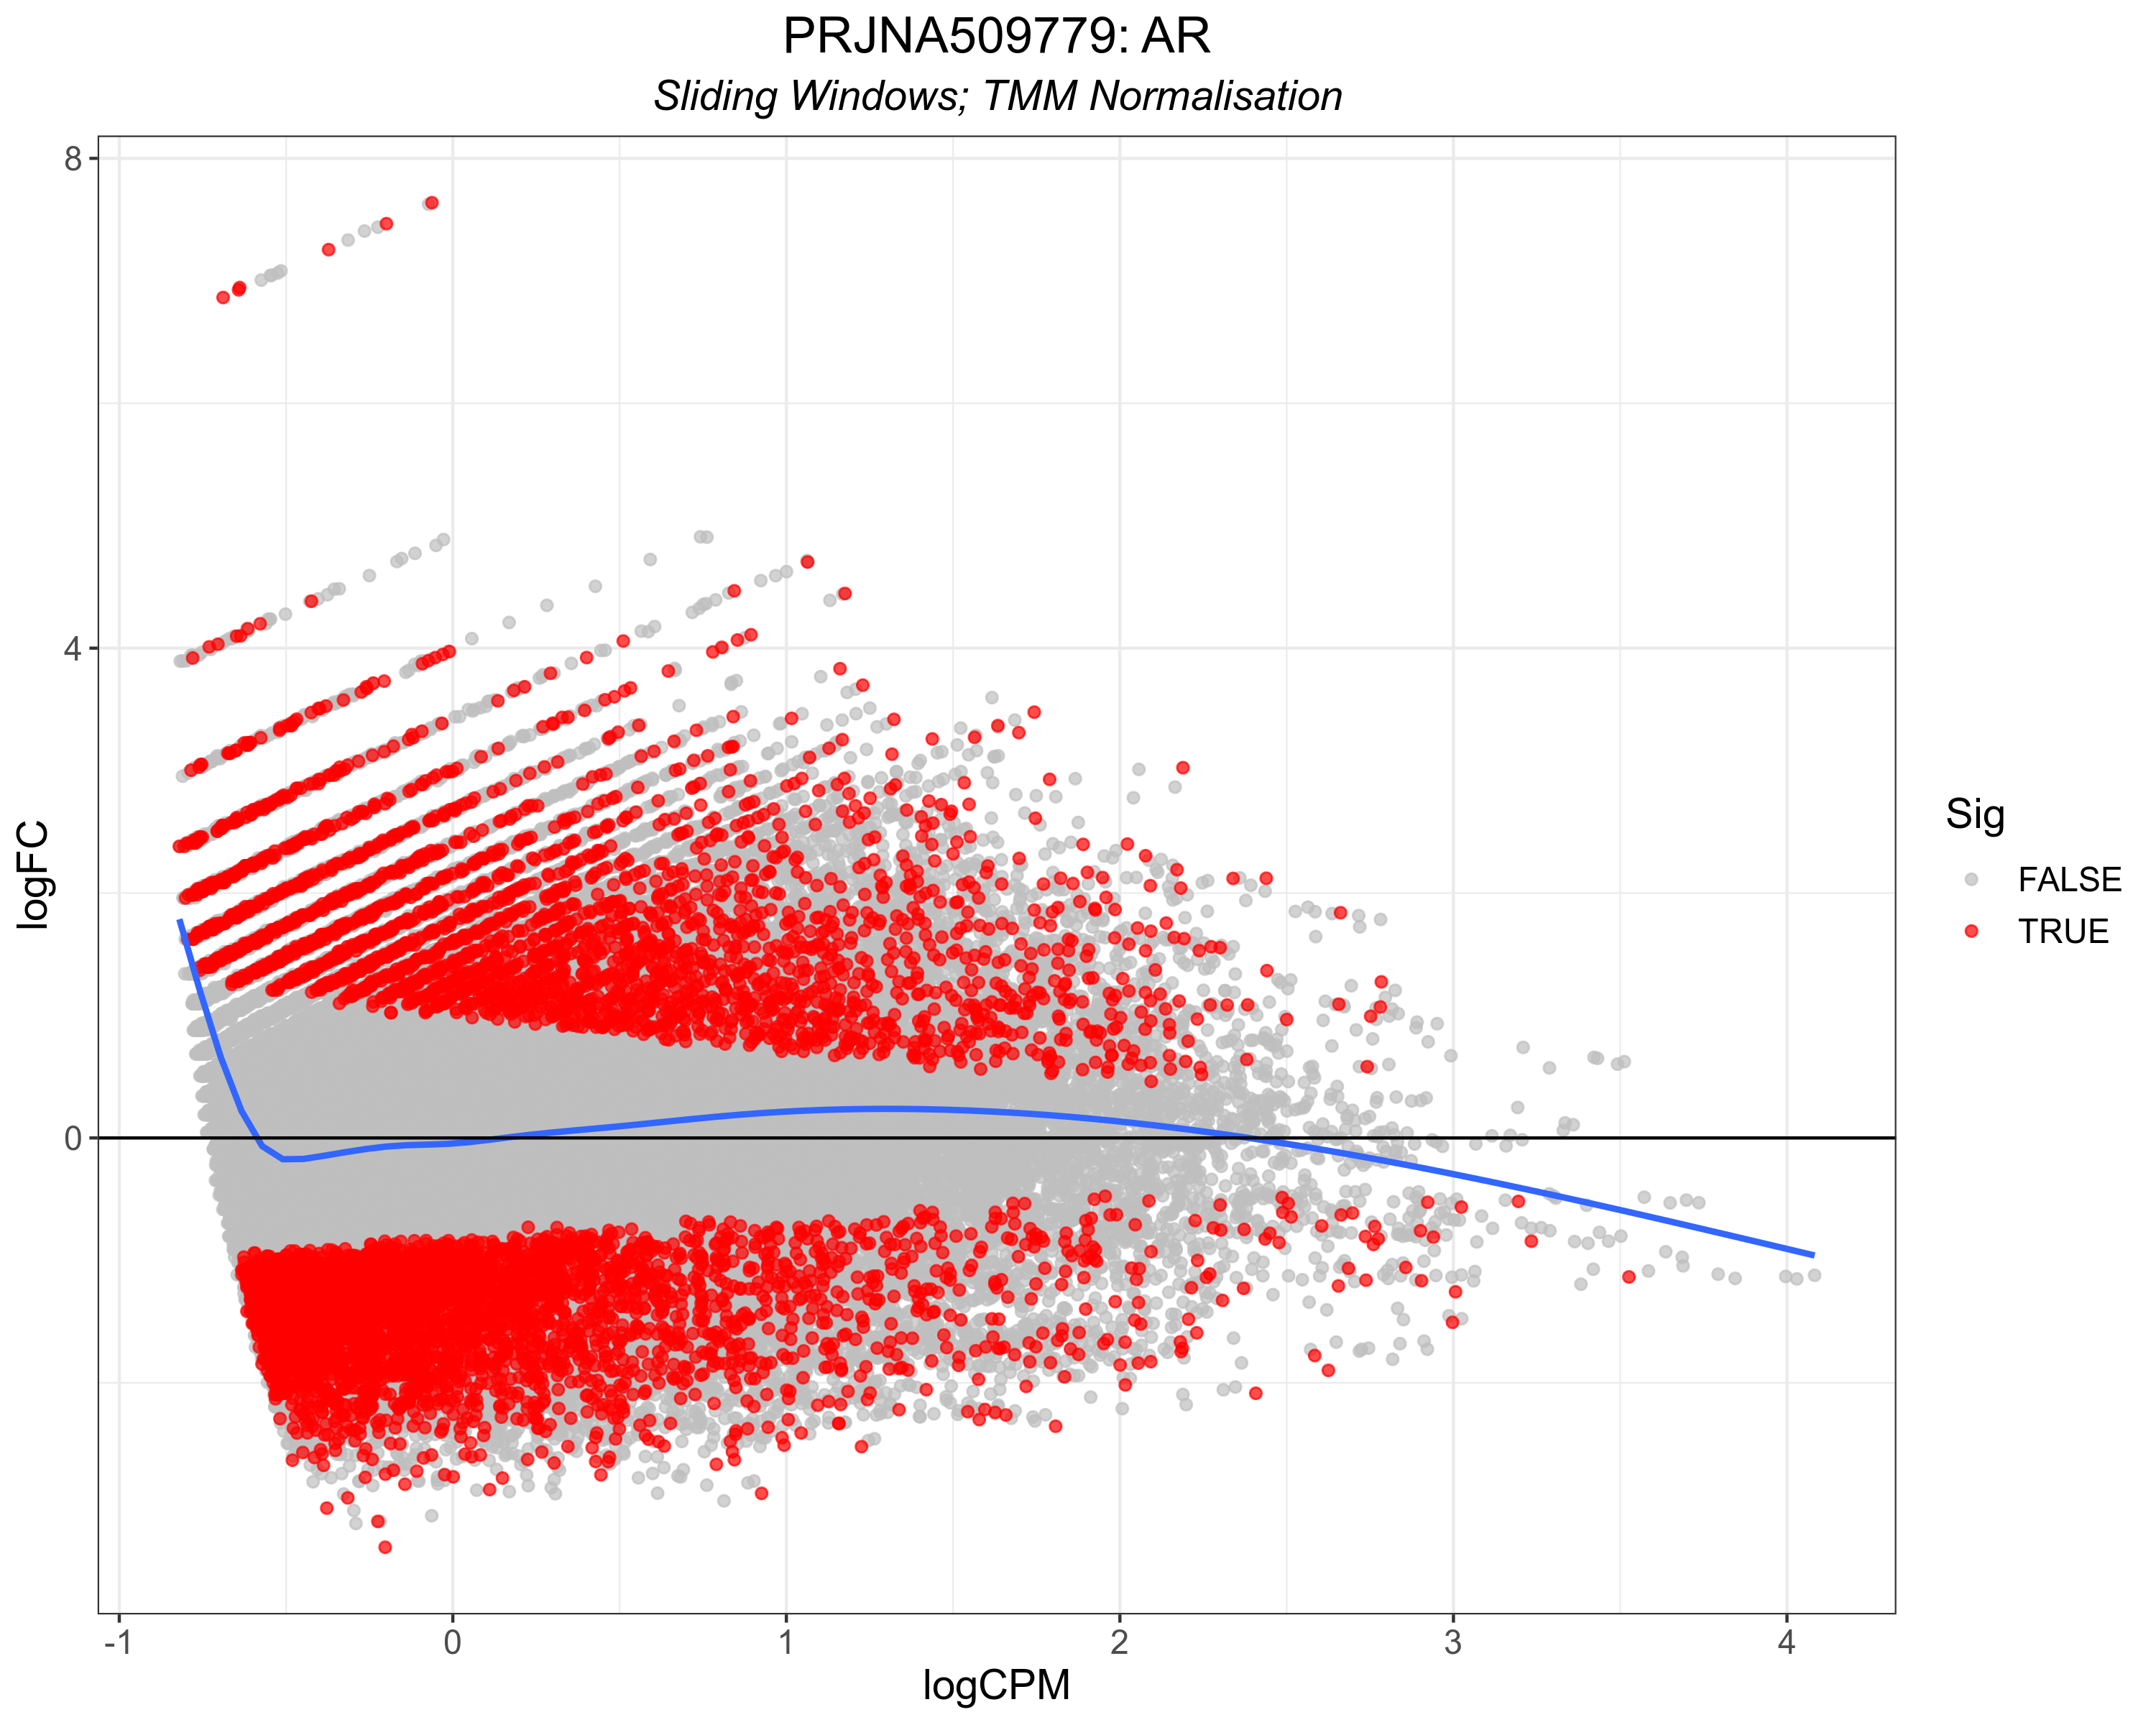 PRJNA509779: AR
Sliding Windows; TMM Normalisation
8
4
0
logFC
-1
0
1
2
3
4
logCPM
Sig
FALSE
TRUE